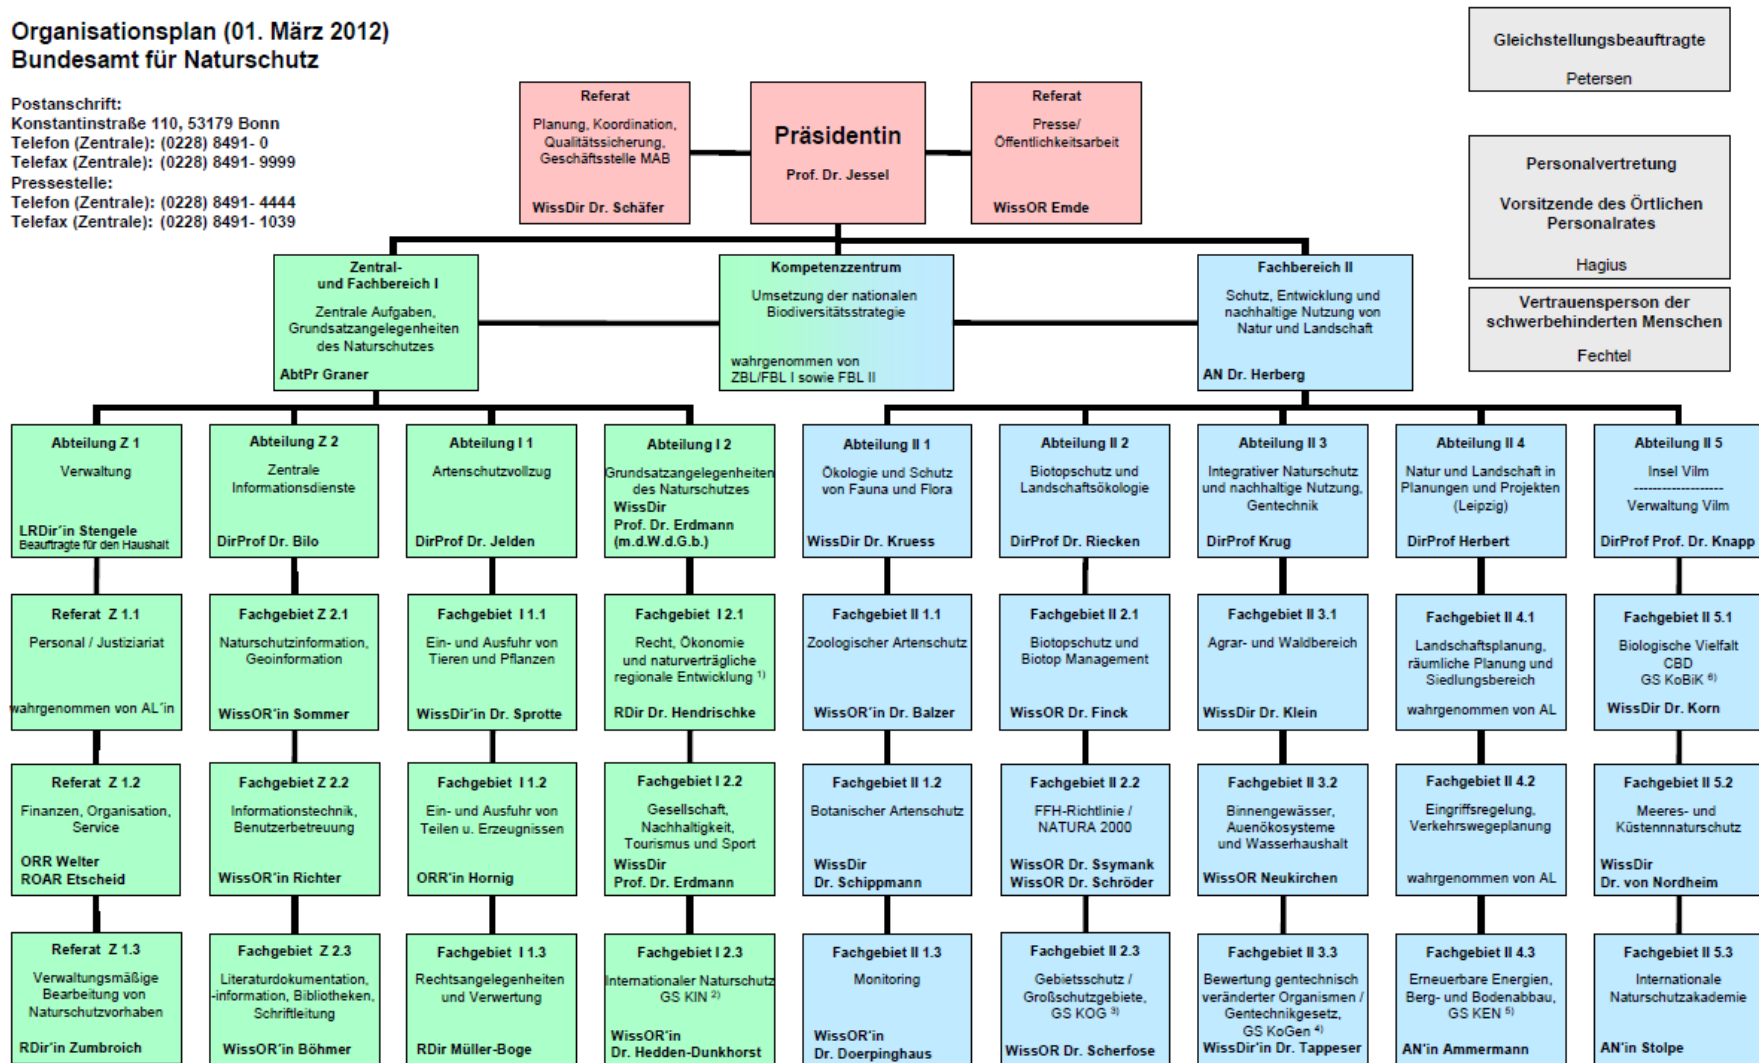 Organisationsplan (01. März 2012)
Bundesamt für Naturschutz
Postanschrift:
Konstantinstraße 110, 53179 Bonn
Telefon (Zentrale): (0228) 8491- 0
Telefax (Zentrale): (0228) 8491- 9999
Pressestelle:
Telefon (Zentrale): (0228) 8491- 4444
Telefax (Zentrale): (0228) 8491- 1039
Referat
Planung, Koordination,
Qualitätssicherung,
Geschäftsstelle MAB
WissDir Dr. Schäfer
Präsidentin
Prof. Dr. Jessel
Referat
Presse/
Öffentlichkeitsarbeit
WissOR Emde
Gleichstellungsbeauftragte
Petersen
Personalvertretung
Vorsitzende des Örtlichen
Personalrates
Hagius
Vertrauensperson der
schwerbehinderten Menschen
Fechtel
Zentral-
und Fachbereich I
Zentrale Aufgaben,
Grundsatzangelegenheiten
des Naturschutzes
AbtPr Graner
Kompetenzzentrum
Umsetzung der nationalen
Biodiversitätsstrategie
wahrgenommen von
ZBL/FBL I sowie FBL II
Fachbereich II
Schutz, Entwicklung und
nachhaltige Nutzung von
Natur und Landschaft
AN Dr. Herberg
Abteilung Z 1
Verwaltung
LRDir´in Stengele
Beauftragte für den Haushalt
Abteilung Z 2
Zentrale
Informationsdienste
DirProf Dr. Bilo
Abteilung I 1
Artenschutzvollzug
DirProf Dr. Jelden
Abteilung I 2
Grundsatzangelegenheiten
des Naturschutzes
WissDir
Prof. Dr. Erdmann
(m.d.W.d.G.b.)
Abteilung II 1
Ökologie und Schutz
von Fauna und Flora
WissDir Dr. Kruess
Abteilung II 2
Biotopschutz und
Landschaftsökologie
DirProf Dr. Riecken
Abteilung II 3
Integrativer Naturschutz
und nachhaltige Nutzung,
Gentechnik
DirProf Krug
Abteilung II 4
Natur und Landschaft in
Planungen und Projekten
(Leipzig)
DirProf Herbert
Abteilung II 5
Insel Vilm
-------------------
Verwaltung Vilm
DirProf Prof. Dr. Knapp
Referat Z 1.1
Personal / Justiziariat
wahrgenommen von AL´in
Fachgebiet Z 2.1
Naturschutzinformation,
Geoinformation
WissOR'in Sommer
Fachgebiet I 1.1
Ein- und Ausfuhr von
Tieren und Pflanzen
WissDir'in Dr. Sprotte
Fachgebiet I 2.1
Recht, Ökonomie
und naturverträgliche
regionale Entwicklung 1)
RDir Dr. Hendrischke
Fachgebiet II 1.1
Zoologischer Artenschutz
WissOR'in Dr. Balzer
Fachgebiet II 2.1
Biotopschutz und
Biotop Management
WissOR Dr. Finck
Fachgebiet II 3.1
Agrar- und Waldbereich
WissDir Dr. Klein
Fachgebiet II 4.1
Landschaftsplanung,
räumliche Planung und
Siedlungsbereich
wahrgenommen von AL
Fachgebiet II 5.1
Biologische Vielfalt
CBD
GS KoBiK 6)
WissDir Dr. Korn
Referat Z 1.2
Finanzen, Organisation,
Service
ORR Welter
ROAR Etscheid
Fachgebiet Z 2.2
Informationstechnik,
Benutzerbetreuung
WissOR'in Richter
Fachgebiet I 1.2
Ein- und Ausfuhr von
Teilen u. Erzeugnissen
ORR'in Hornig
Fachgebiet I 2.2
Gesellschaft,
Nachhaltigkeit,
Tourismus und Sport
WissDir
Prof. Dr. Erdmann
Fachgebiet II 1.2
Botanischer Artenschutz
WissDir
Dr. Schippmann
Fachgebiet II 2.2
FFH-Richtlinie /
NATURA 2000
WissOR Dr. Ssymank
WissOR Dr. Schröder
Fachgebiet II 3.2
Binnengewässer,
Auenökosysteme
und Wasserhaushalt
WissOR Neukirchen
Fachgebiet II 4.2
Eingriffsregelung,
Verkehrswegeplanung
wahrgenommen von AL
Fachgebiet II 5.2
Meeres- und
Küstennnaturschutz
WissDir
Dr. von Nordheim
Referat Z 1.3
Verwaltungsmäßige
Bearbeitung von
Naturschutzvorhaben
RDir'in Zumbroich
Fachgebiet Z 2.3
Literaturdokumentation,
-information, Bibliotheken,
Schriftleitung
WissOR'in Böhmer
Fachgebiet I 1.3
Rechtsangelegenheiten
und Verwertung
RDir Müller-Boge
Fachgebiet I 2.3
Internationaler Naturschutz
GS KIN 2)
WissOR'in
Dr. Hedden-Dunkhorst
Fachgebiet II 1.3
Monitoring
WissOR'in
Dr. Doerpinghaus
Fachgebiet II 2.3
Gebietsschutz /
Großschutzgebiete,
GS KOG 3)
WissOR Dr. Scherfose
Fachgebiet II 3.3
Bewertung gentechnisch
veränderter Organismen /
Gentechnikgesetz,
GS KoGen 4)
WissDir'in Dr. Tappeser
Fachgebiet II 4.3
Erneuerbare Energien,
Berg- und Bodenabbau,
GS KEN 5)
AN'in Ammermann
Fachgebiet II 5.3
Internationale
Naturschutzakademie
AN'in Stolpe